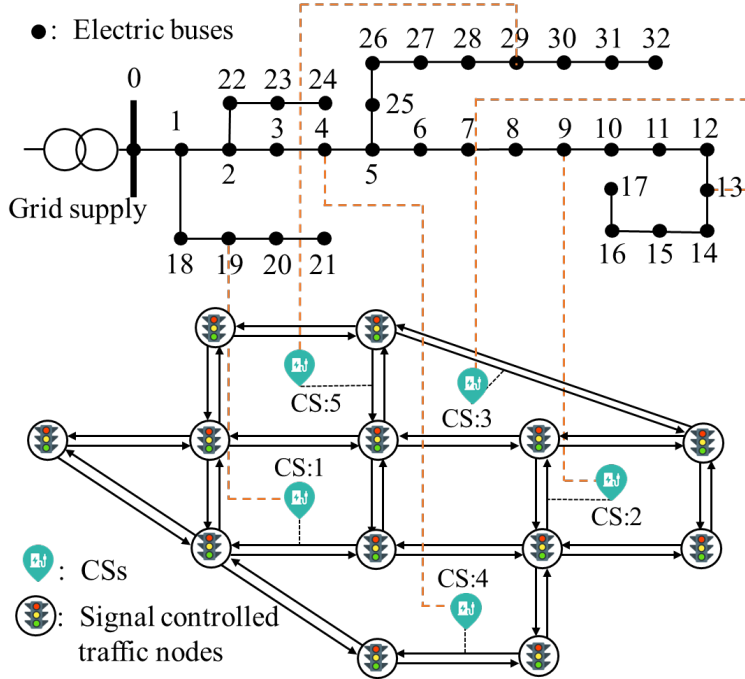 : Electric buses
0
26 27 28 29 30 31 32
22 23 24
25
1
2 3 4 5 6 7 8 9 10 11 12
Grid supply
17
13
18 19 20 21
16 15 14
CS:5
CS:3
CS:1
CS:2
CS:4
: CSs
: Signal controlled
traffic nodes